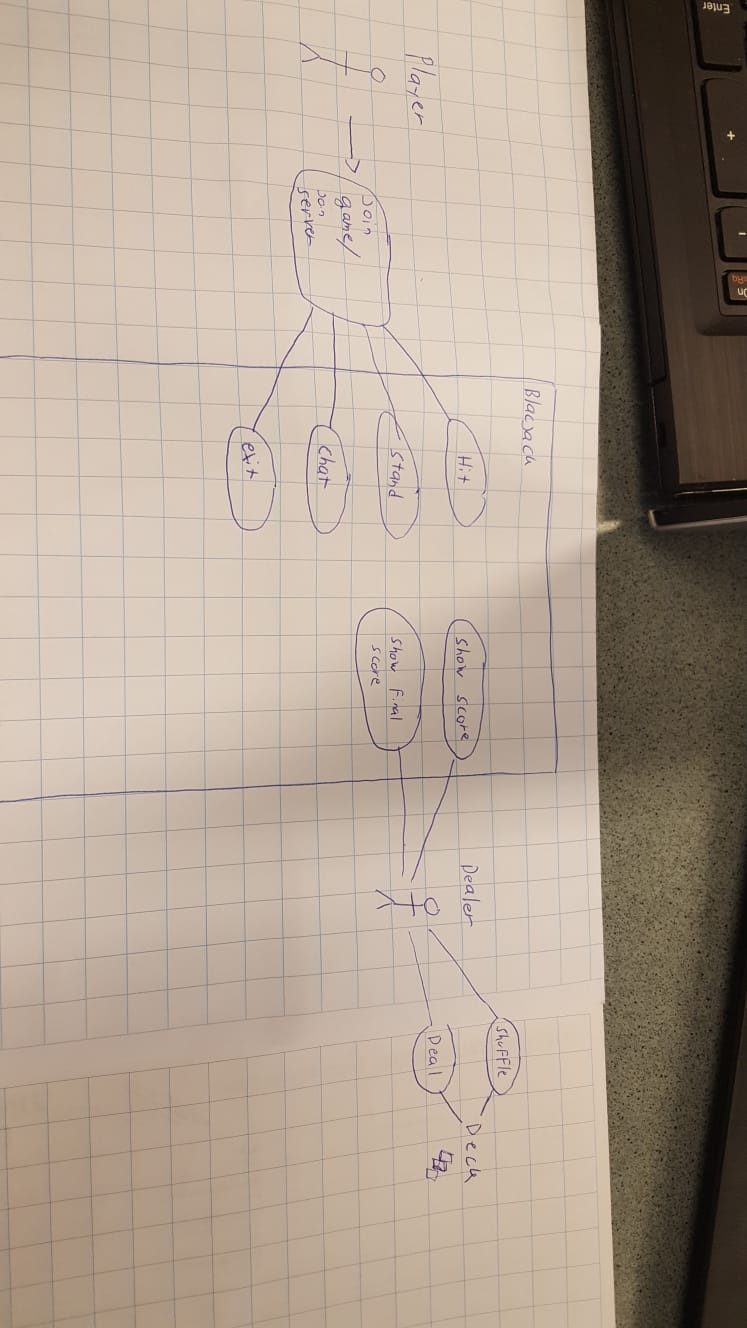 Player
Join
game/
Join
server
Blacjack
Hit
Stand
Chat
exit
Show score
Show final
score
Dealer
Shuffle
Deal
Deck
Enter
+
-